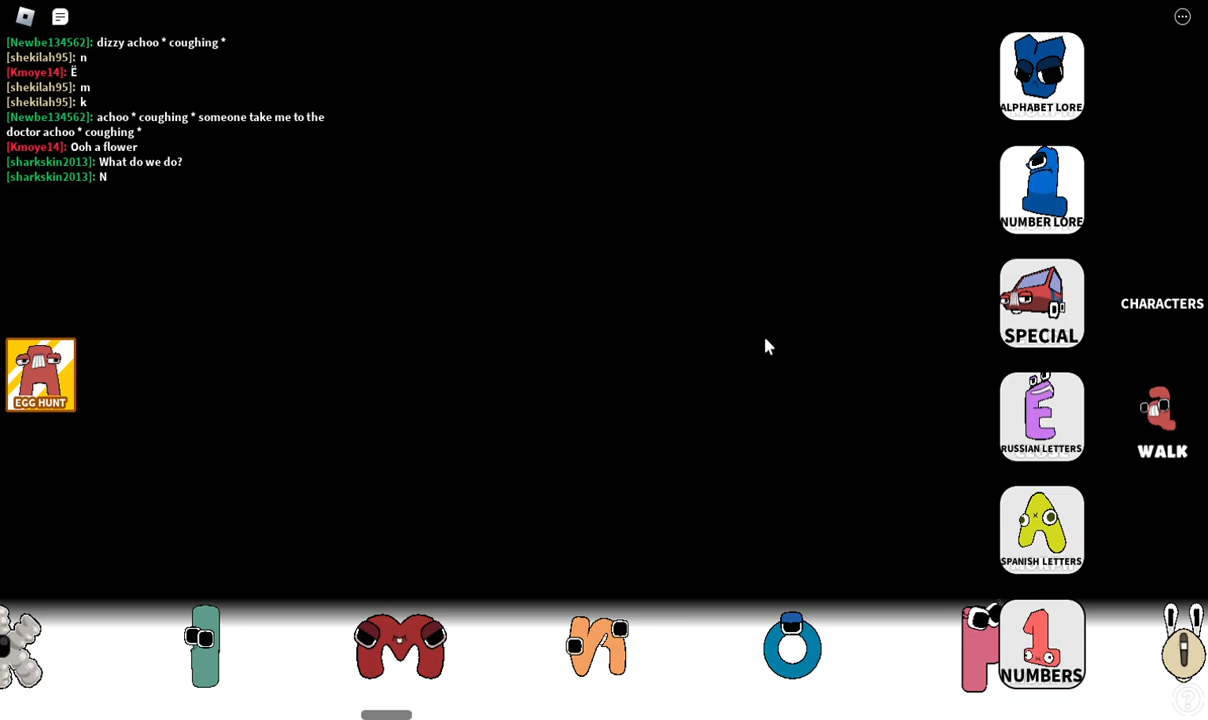 [Newbe134562]: dizzy achoo * coughing *
[shekilah95]: n
[Kmoye14]: Ë
[shekilah95]: m
[shekilah95]: k
[Newbe134562]: achoo * coughing * someone take me to the
doctor achoo * coughing *
[Kmoye14]: Ooh a flower
[sharkskin2013]: What do we do?
[sharkskin2013]: N
ALPHABET LORE
NUMBER LORE
SPECIAL
CHARACTERS
EGG HUNT
RUSSIAN LETTERS
WALK
SPANISH LETTERS
NUMBERS